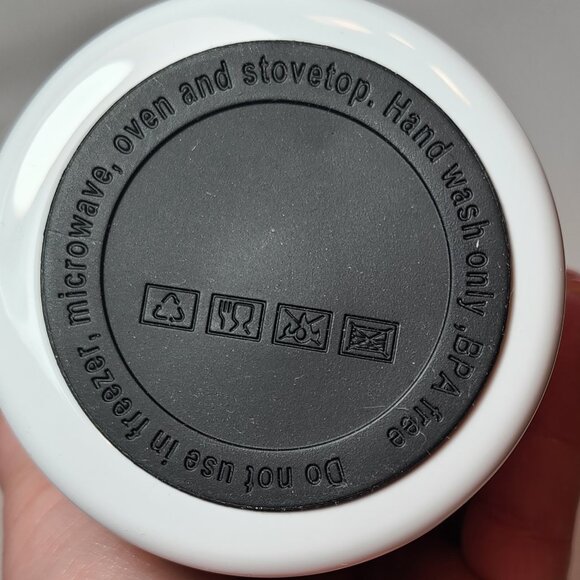 Do not use in freezer, microwave, oven and stovetop. Hand wash only ,BPA free